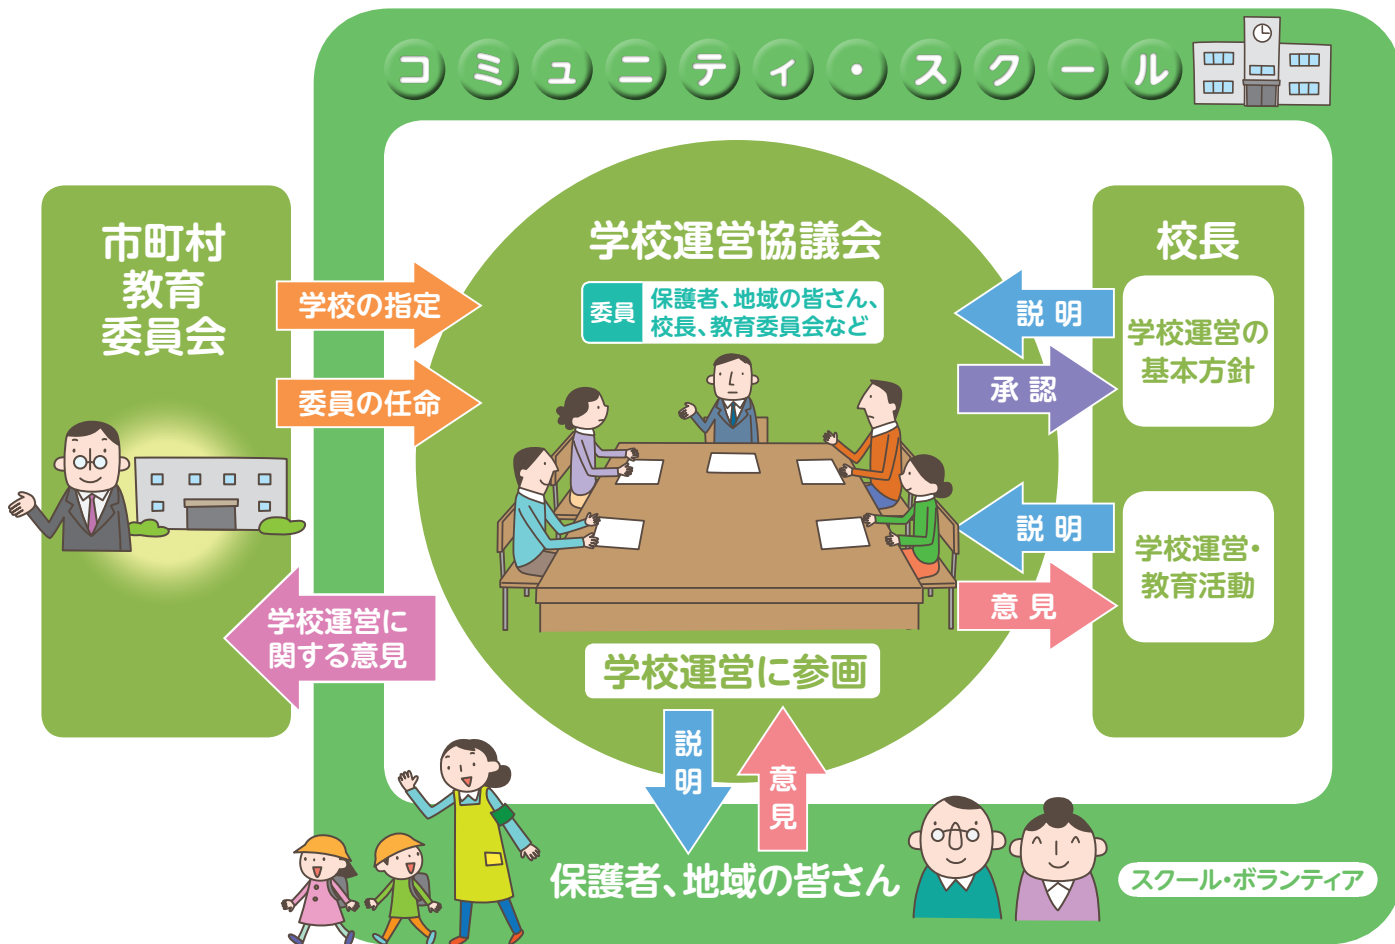 コミュニティ・スクール
市町村
教育
委員会
学校の指定
委員の任命
学校運営に
関する意見
学校運営協議会
委員
保護者、地域の皆さん、
校長、教育委員会など
学校運営に参画
説明
承認
説明
意見
校長
学校運営の
基本方針
学校運営・
教育活動
説明
意見
保護者、地域の皆さん
スクール・ボランティア